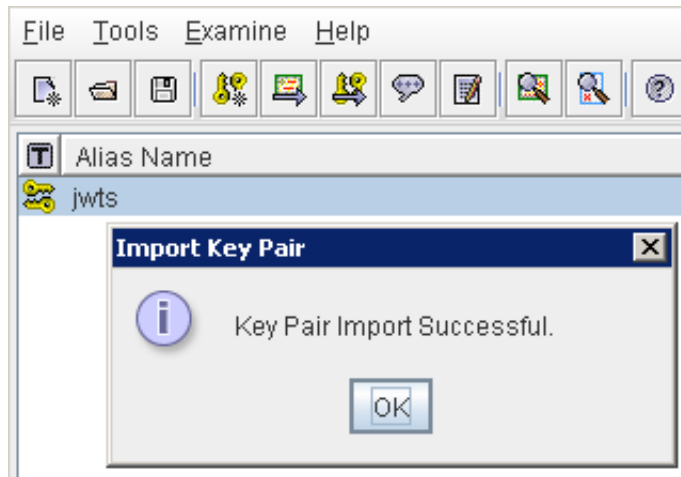 File Tools Examine Help
T Alias Name
jwts
Import Key Pair
i Key Pair Import Successful.
OK